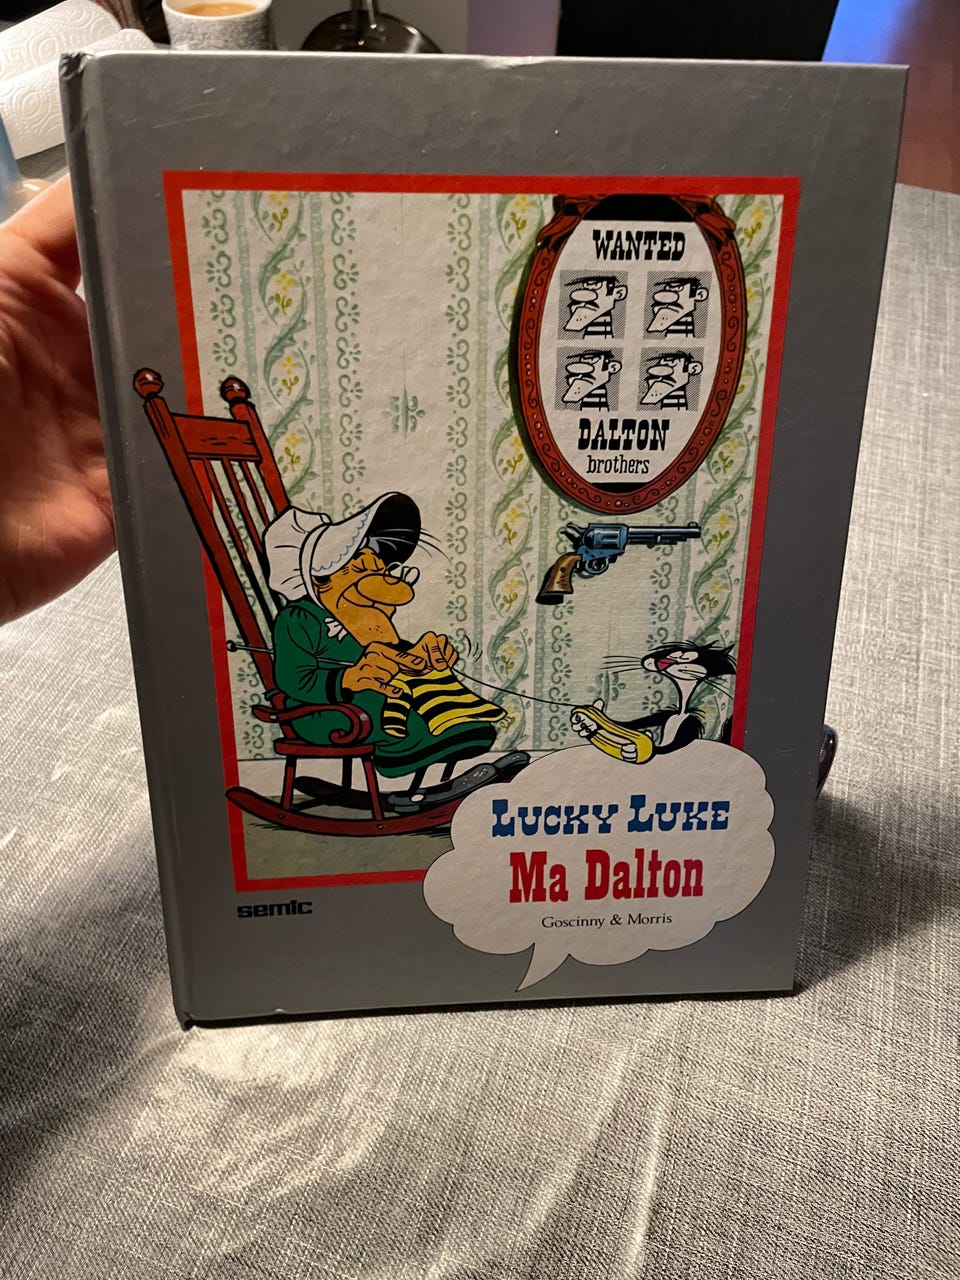 WANTED
DALTON
brothers
LUCKY LUKE
Ma Dalton
Goscinny & Morris
semic